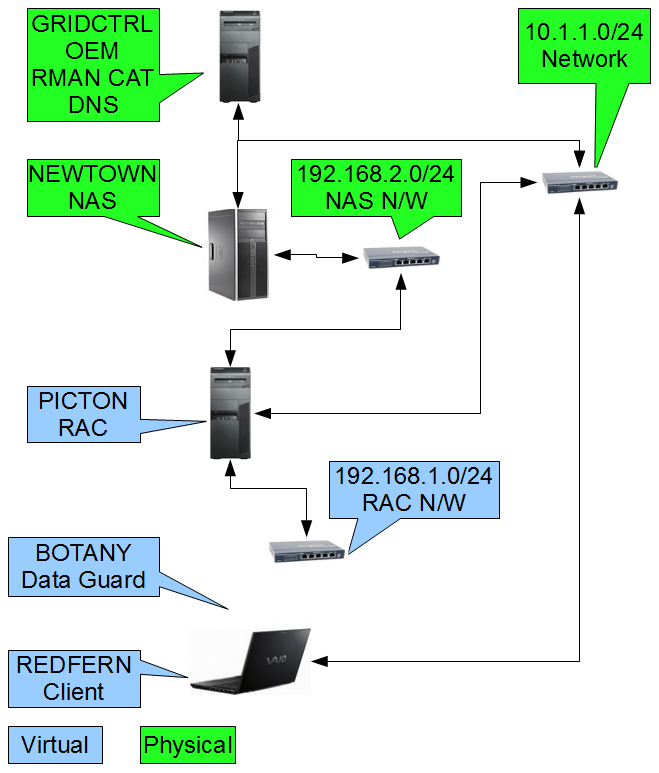 GRIDCTRL
OEM
RMAN CAT
DNS
10.1.1.0/24
Network
NEWTOWN
NAS
192.168.2.0/24
NAS N/W
PICTON
RAC
192.168.1.0/24
RAC N/W
BOTANY
Data Guard
VAIO
REDFERN
Client
Virtual
Physical